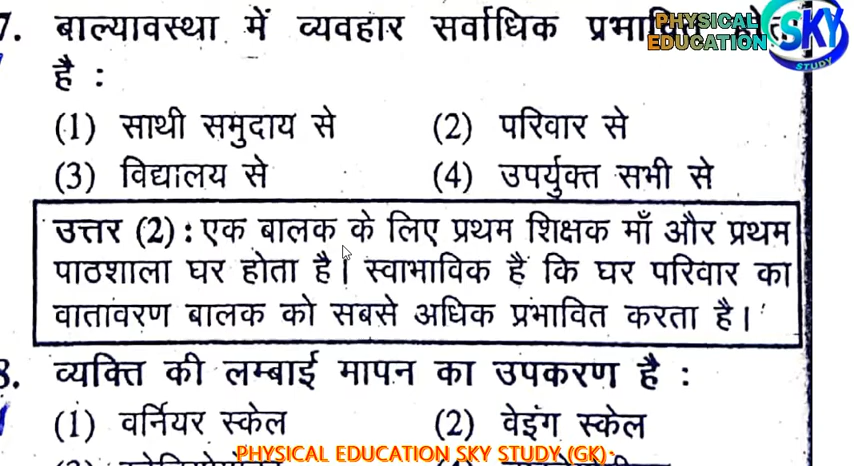 7. बाल्यावस्था में व्यवहार सर्वाधिक प्रभावित होता
है :
PHYSICAL
EDUCATION
SKY
STUDY
(1) साथी समुदाय से (2) परिवार से
(3) विद्यालय से (4) उपर्युक्त सभी से
उत्तर (2) : एक बालक के लिए प्रथम शिक्षक माँ और प्रथम
पाठशाला घर होता है। स्वाभाविक है कि घर परिवार का
वातावरण बालक को सबसे अधिक प्रभावित करता है।
8. व्यक्ति की लम्बाई मापन का उपकरण है :
(1) वर्नियर स्केल (2) वेइंग स्केल
PHYSICAL EDUCATION SKY STUDY (GK)